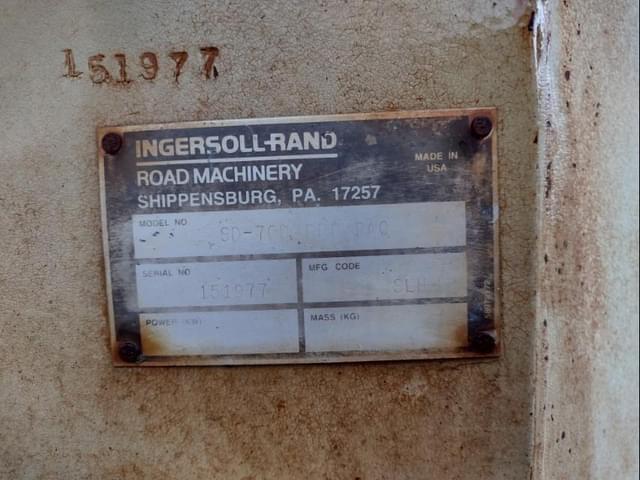 151977
INGERSOLL-RAND
ROAD MACHINERY
MADE IN
USA
SHIPPENSBURG, PA. 17257
MODEL NO
SERIAL NO
151977
MFG CODE
POWER (KW)
MASS (KG)